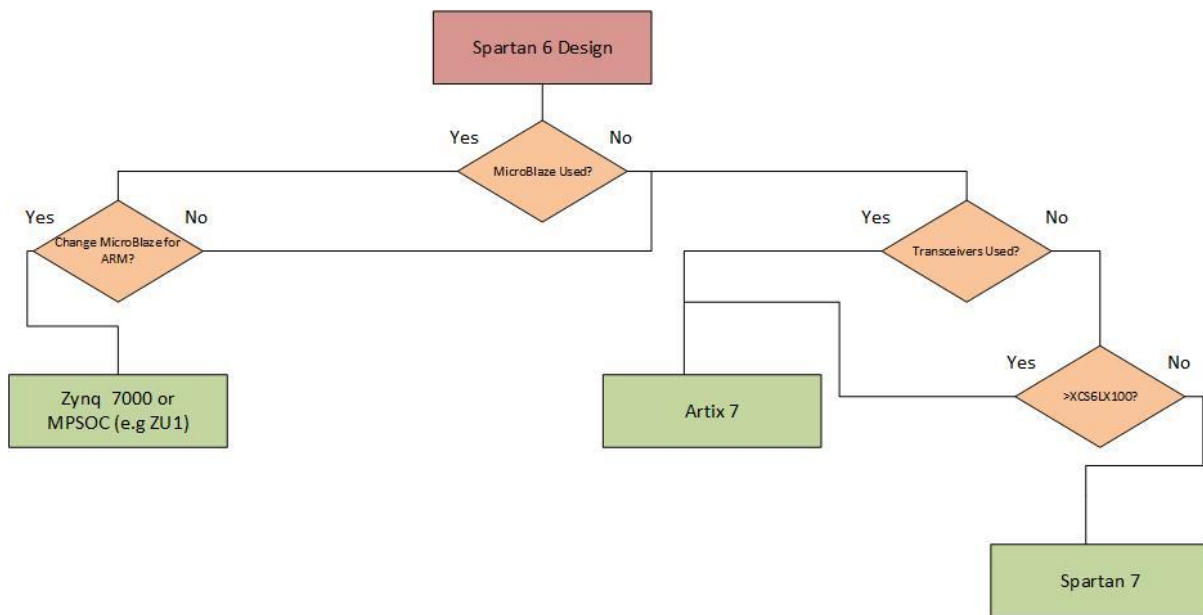 Spartan 6 Design
Yes
No
MicroBlaze Used?
Yes
No
Change MicroBlaze for
ARM?
Yes
No
Transceivers Used?
Zynq 7000 or
MPSOC (e.g ZU1)
Artix 7
Yes
No
>XCS6LX100?
Spartan 7